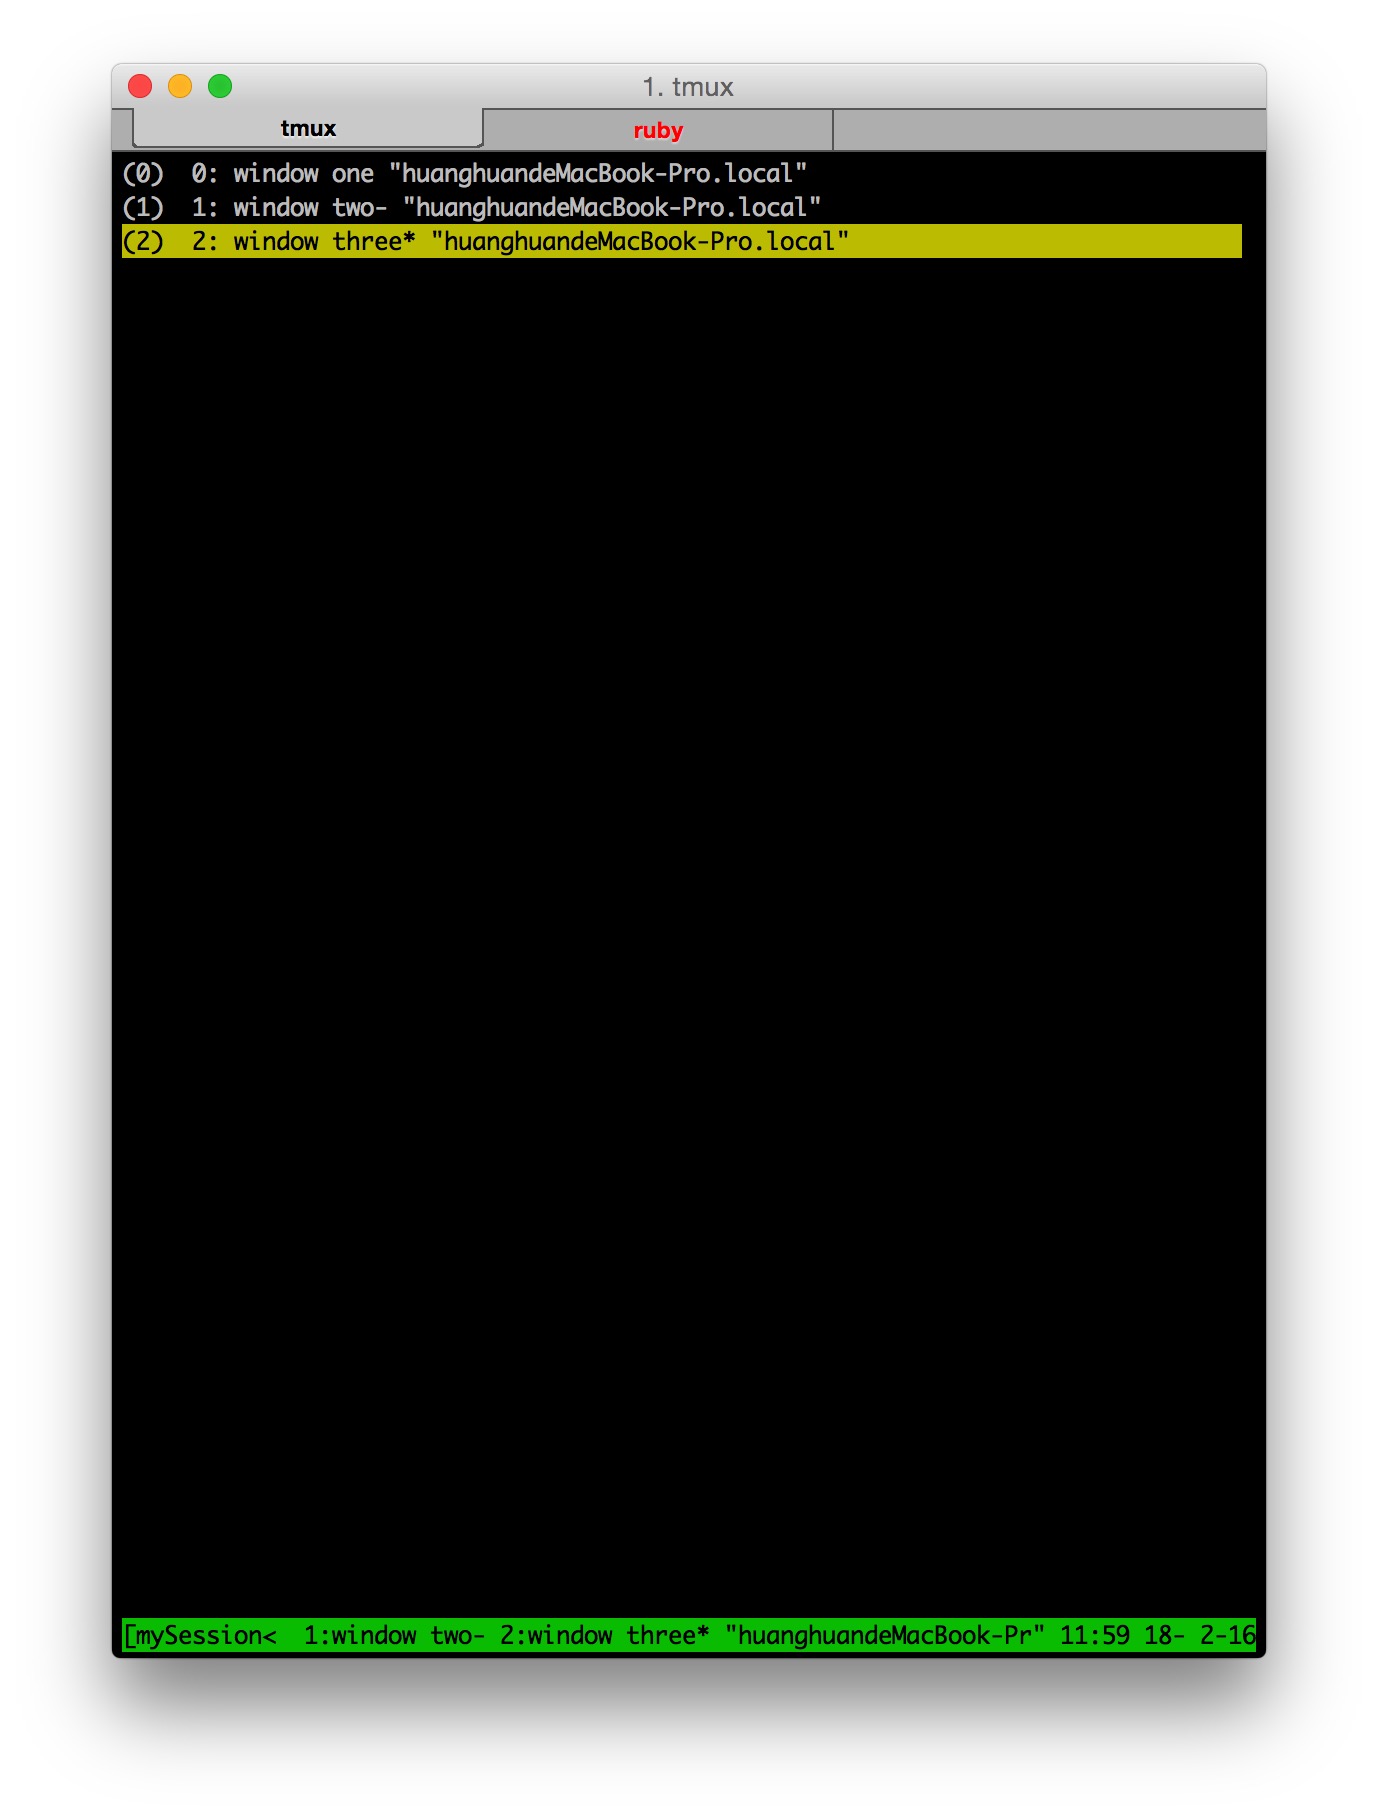 1. tmux
tmux ruby
(0)  0: window one "huanghuandeMacBook-Pro.local"
(1)  1: window two- "huanghuandeMacBook-Pro.local"
(2)  2: window three* "huanghuandeMacBook-Pro.local"
[mySession<  1:window two- 2:window three* "huanghuandeMacBook-Pr" 11:59 18- 2-16